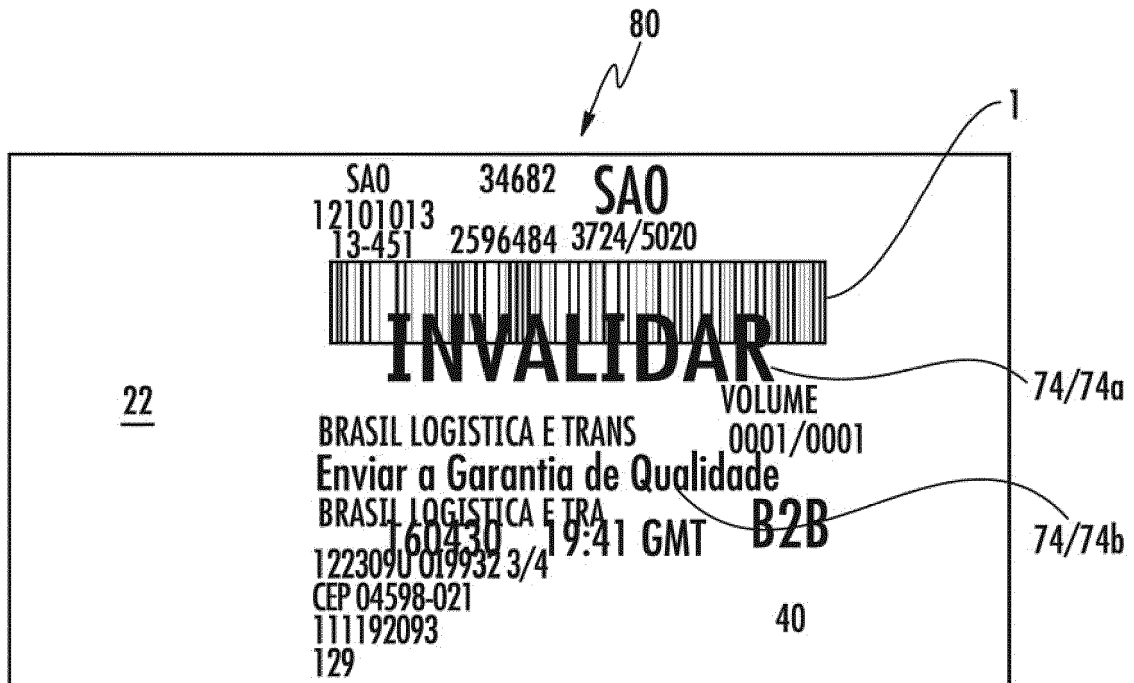 80
1
SAO 34682 SAO
12101013
13-451 2596484 3724/5020
INVALIDAR
74/74a
22
VOLUME
0001/0001
BRASIL LOGISTICA E TRANS
Enviar a Garantia de Qualidade
BRASIL LOGISTICA E TRA
B2B
160430 19:41 GMT
74/74b
122309U 0I9932 3/4
CEP 04598-021
111192093
40
129